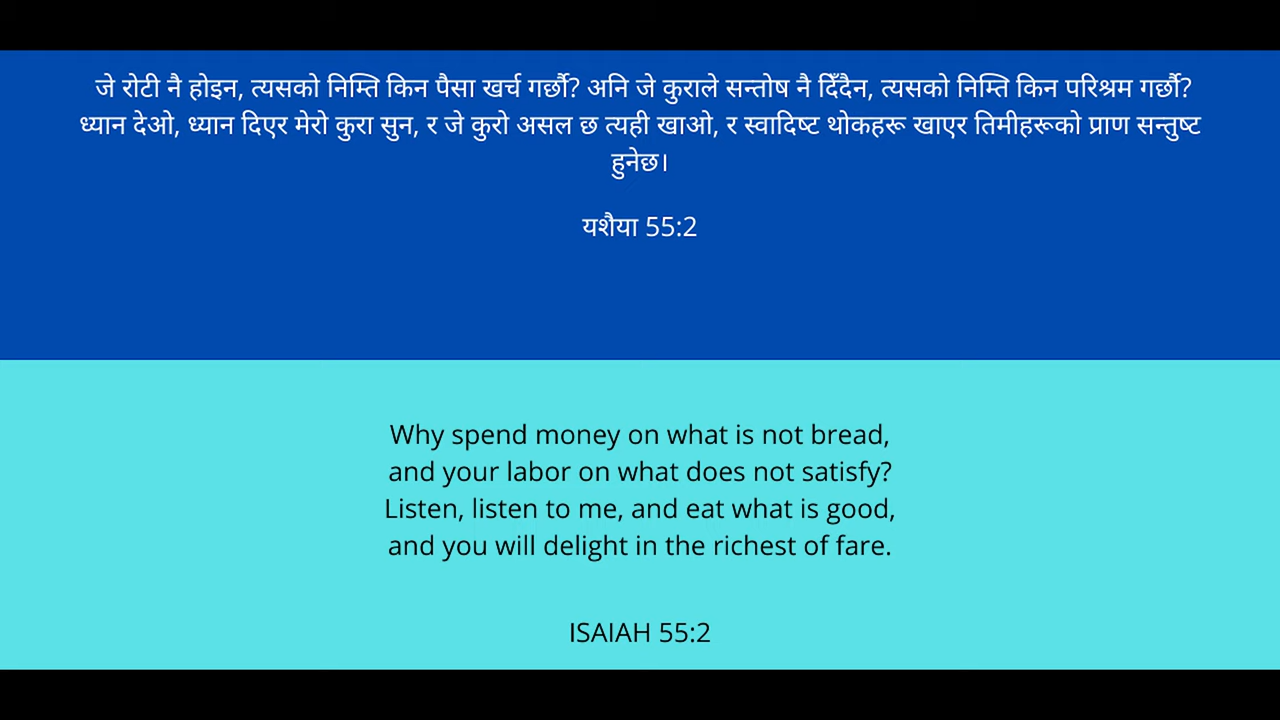 जे रोटी नै होइन, त्यसको निम्ति किन पैसा खर्च गर्छौ? अनि जे कुराले सन्तोष नै दिँदैन, त्यसको निम्ति किन परिश्रम गर्छौ?
ध्यान देओ, ध्यान दिएर मेरो कुरा सुन, र जे कुरो असल छ त्यही खाओ, र स्वादिष्ट थोकहरू खाएर तिमीहरूको प्राण सन्तुष्ट
हुनेछ।
यशैया 55:2
Why spend money on what is not bread,
and your labor on what does not satisfy?
Listen, listen to me, and eat what is good,
and you will delight in the richest of fare.
ISAIAH 55:2